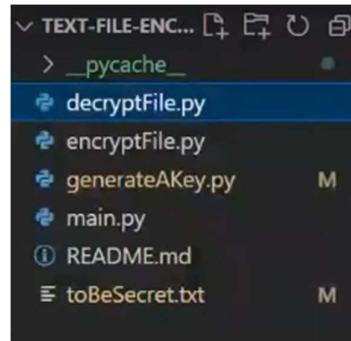 TEXT-FILE-ENC...
__pycache__
decryptFile.py
encryptFile.py
generateAKey.py M
main.py
README.md
toBeSecret.txt M